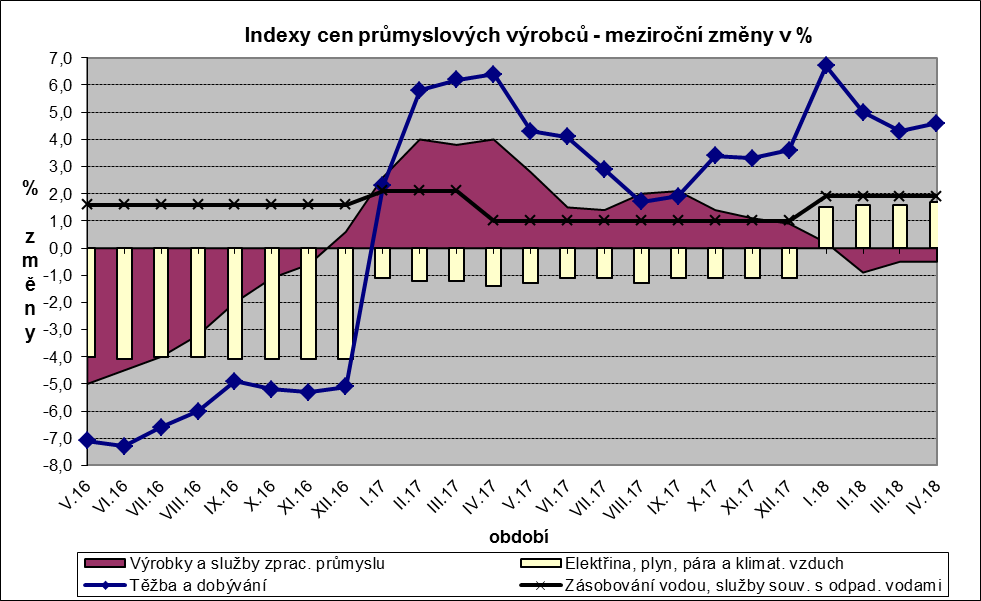 Indexy cen průmyslových výrobců - meziroční změny v %
7,0
6,0
5,0
4,0
3,0
2,0
1,0
0,0
-1,0
-2,0
-3,0
-4,0
-5,0
-6,0
-7,0
-8,0
% změny
V.16 VI.16 VII.16 VIII.16 IX.16 X.16 XI.16 XII.16 I.17 II.17 III.17 IV.17 V.17 VI.17 VII.17 VIII.17 IX.17 X.17 XI.17 XII.17 I.18 II.18 III.18 IV.18
období
Výrobky a služby zprac. průmyslu
Elektřina, plyn, pára a klimat. vzduch
Těžba a dobývání
Zásobování vodou, služby souv. s odpad. vodami